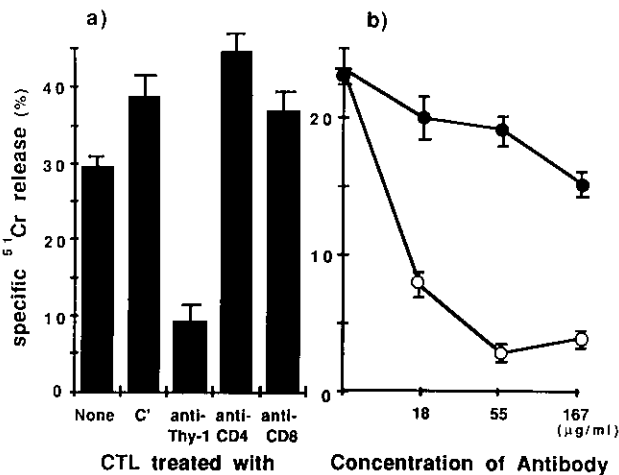 a)
b)
specific ⁵¹Cr release (%)
40
30
20
10
0
20
10
0
None C' anti-Thy-1 anti-CD4 anti-CD8
18 55 167
(μg/ml)
CTL treated with
Concentration of Antibody